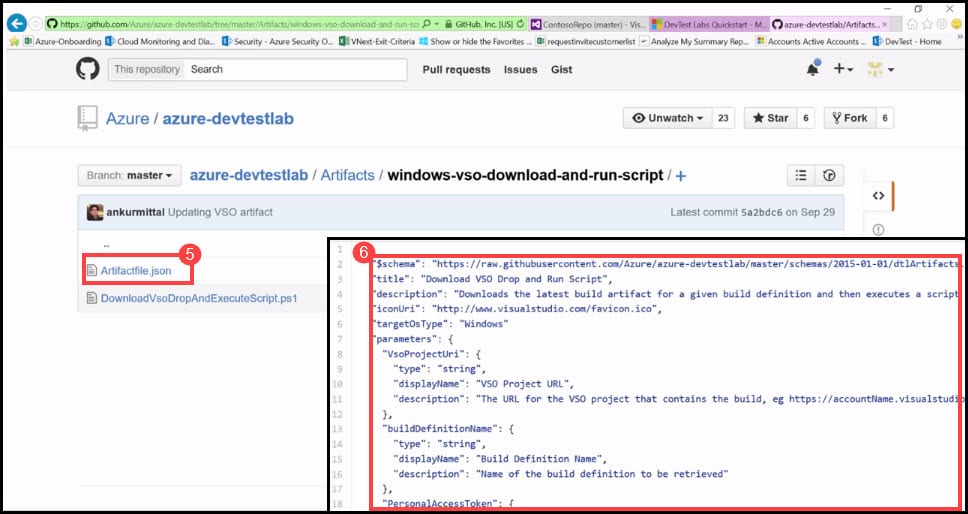 https://github.com/Azure/azure-devtestlab/tree/master/Artifacts/windows-vso-download-and-run-scr
GitHub, Inc. [US]
ContosoRepo (master) - Vis...
DevTest Labs Quickstart - M...
azure-devtestlab/Artifacts...
Azure-Onboarding
Cloud Monitoring and Dia...
Security - Azure Security O...
VNext-Exit-Criteria
Show or hide the Favorites ...
requestinvitecustomerlist
Analyze My Summary Rep...
Accounts Active Accounts ...
DevTest - Home
This repository
Search
Pull requests
Issues
Gist
Azure / azure-devtestlab
Unwatch
23
Star
6
Fork
6
Branch: master
azure-devtestlab / Artifacts / windows-vso-download-and-run-script / +
ankurmittal Updating VSO artifact
Latest commit 5a2bdc6 on Sep 29
..
5
Artifactfile.json
DownloadVsoDropAndExecuteScript.ps1
6
1
2 "$schema": "https://raw.githubusercontent.com/Azure/azure-devtestlab/master/schemas/2015-01-01/dtlArtifacts.
3 "title": "Download VSO Drop and Run Script",
4 "description": "Downloads the latest build artifact for a given build definition and then executes a script
5 "iconUri": "http://www.visualstudio.com/favicon.ico",
6 "targetOsType": "Windows"
7 "parameters": {
8 "VsoProjectUri": {
9 "type": "string",
10 "displayName": "VSO Project URL",
11 "description": "The URL for the VSO project that contains the build, eg https://accountName.visualstudio
12 },
13 "buildDefinitionName": {
14 "type": "string",
15 "displayName": "Build Definition Name",
16 "description": "Name of the build definition to be retrieved"
17 },
18 "PersonalAccessToken": {